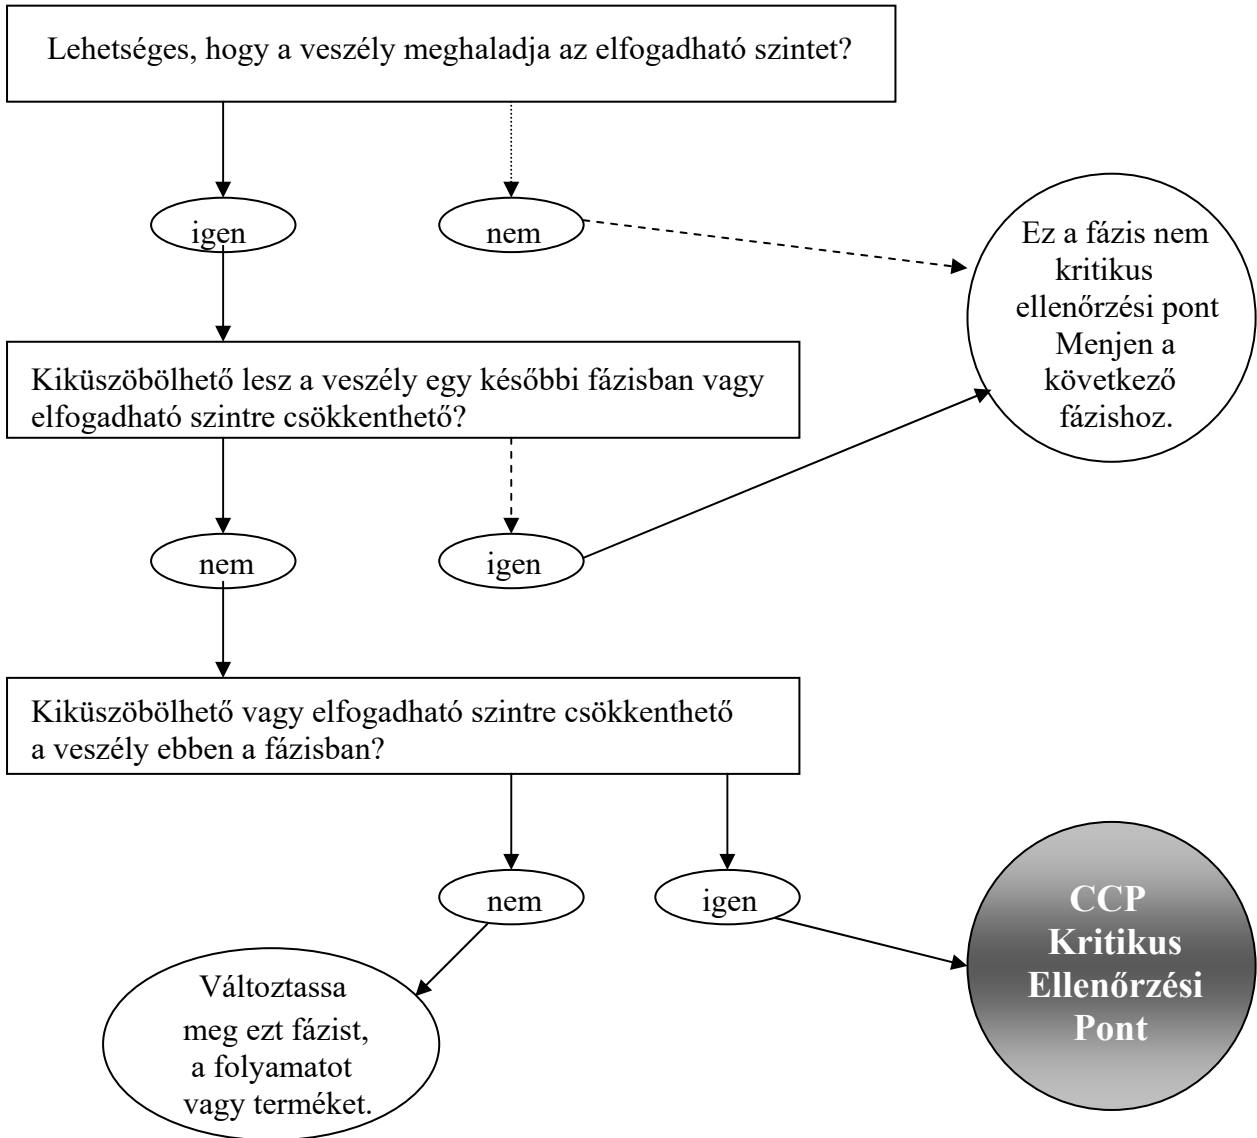 Lehetséges, hogy a veszély meghaladja az elfogadható szintet?
igen
nem
Ez a fázis nem
kritikus
ellenőrzési pont
Menjen a
következő
fázishoz.
Kiküszöbölhető lesz a veszély egy későbbi fázisban vagy
elfogadható szintre csökkenthető?
nem
igen
Kiküszöbölhető vagy elfogadható szintre csökkenthető
a veszély ebben a fázisban?
nem
igen
Változtassa
meg ezt fázist,
a folyamatot
vagy terméket.
CCP
Kritikus
Ellenőrzési
Pont